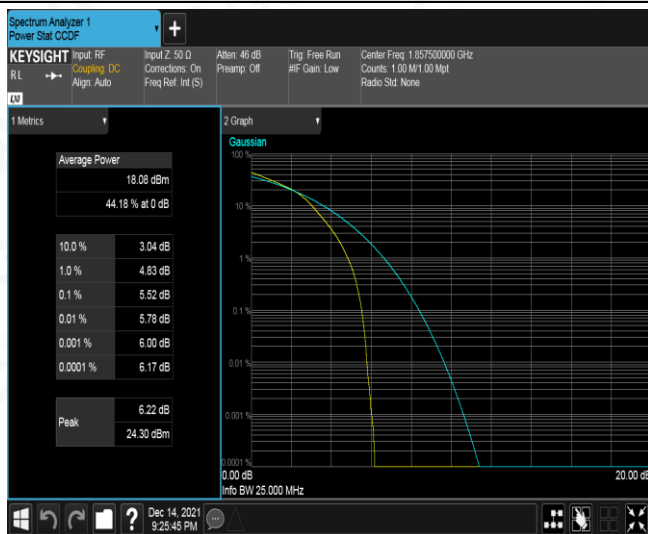 Spectrum Analyzer 1
Power Stat CCDF
+
KEYSIGHT
RL
LXI
Input: RF
Coupling: DC
Align: Auto
Input Z: 50 Ω
Corrections: On
Freq Ref: Int (S)
Atten: 46 dB
Preamp: Off
Trig: Free Run
#IF Gain: Low
Center Freq: 1.857500000 GHz
Counts: 1.00 M/1.00 Mpt
Radio Std: None
1 Metrics
Average Power
18.08 dBm
44.18 % at 0 dB
10.0 % 3.04 dB
1.0 % 4.83 dB
0.1 % 5.52 dB
0.01 % 5.78 dB
0.001 % 6.00 dB
0.0001 % 6.17 dB
Peak
6.22 dB
24.30 dBm
2 Graph
Gaussian
100 %
10 %
1 %
0.1 %
0.01 %
0.001 %
0.0001 %
0.00 dB
20.00 dB
Info BW 25.000 MHz
?
Dec 14, 2021
9:25:45 PM